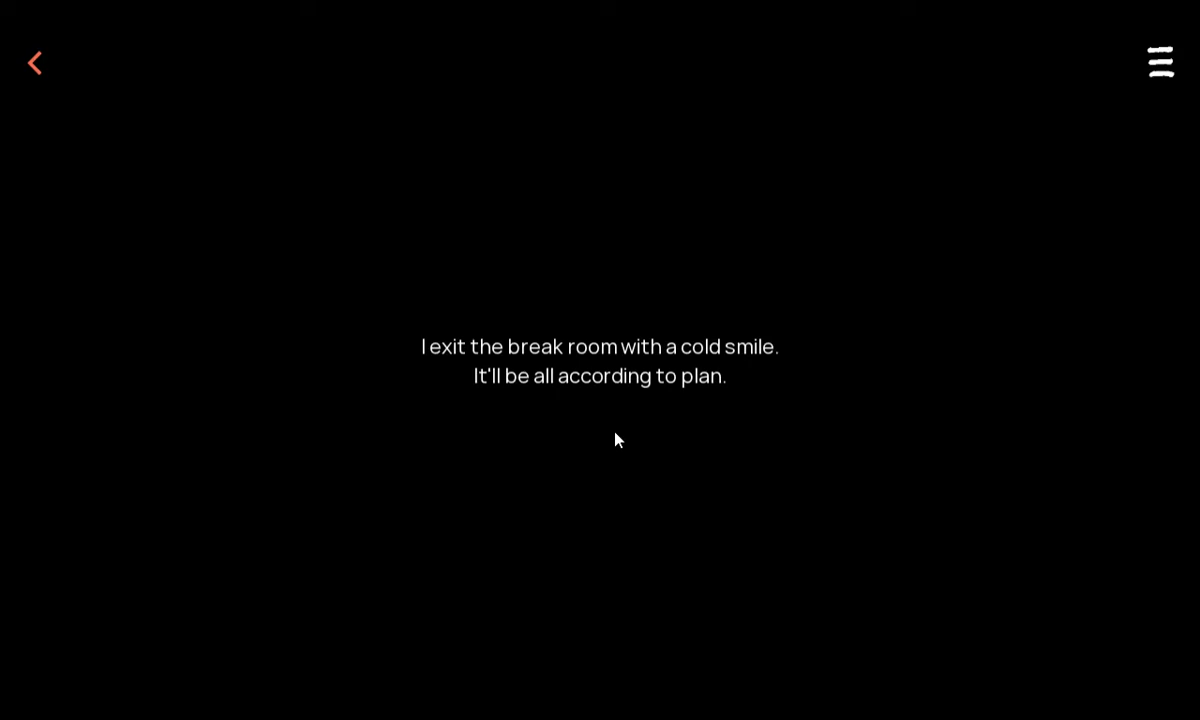 I exit the break room with a cold smile.
It'll be all according to plan.